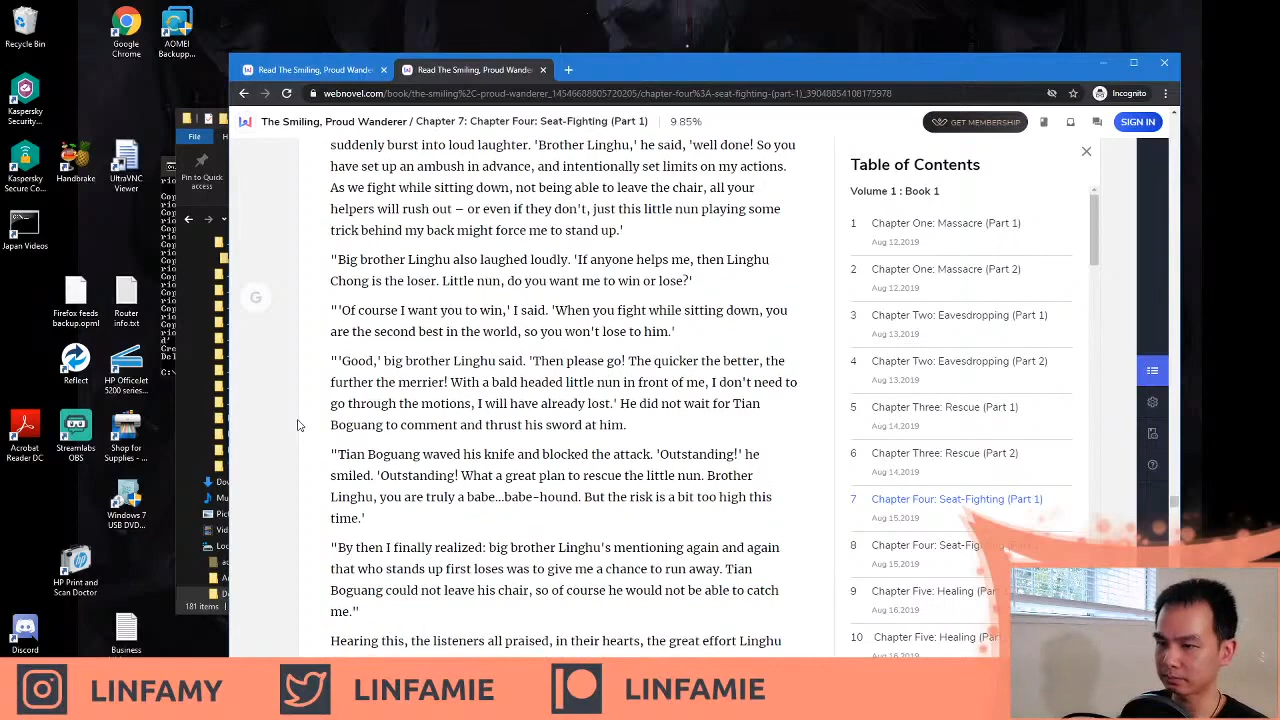 Recycle Bin
Google
Chrome
AOMEI
Backupp...
Kaspersky
Security...
Kaspersky
Secure Co...
Handbrake
UltraVNC
Viewer
Japan Videos
Firefox feeds
backup.opml
Router
info.txt
Reflect
HP OfficeJet
5200 series...
Acrobat
Reader DC
Streamlabs
OBS
Shop for
Supplies - ...
Windows 7
USB DVD...
HP Print and
Scan Doctor
Discord
Business
File
Pin to Quick
access
181 items
Read The Smiling, Proud Wander
Read The Smiling, Proud Wande
webnovel.com/book/the-smiling%2C-proud-wanderer_14546688805720205/chapter-four%3A-seat-fighting-(part-1)_39048854108175978
Incognito
The Smiling, Proud Wanderer / Chapter 7: Chapter Four: Seat-Fighting (Part 1)
9.85%
GET MEMBERSHIP
SIGN IN
suddenly burst into loud laughter. 'Brother Linghu,' he said, 'well done! So you
have set up an ambush in advance, and intentionally set limits on my actions.
As we fight while sitting down, not being able to leave the chair, all your
helpers will rush out – or even if they don't, just this little nun playing some
trick behind my back might force me to stand up.'
"Big brother Linghu also laughed loudly. 'If anyone helps me, then Linghu
Chong is the loser. Little nun, do you want me to win or lose?'
"'Of course I want you to win,' I said. 'When you fight while sitting down, you
are the second best in the world, so you won't lose to him.'
"'Good,' big brother Linghu said. 'Then please go! The quicker the better, the
further the merrier! With a bald headed little nun in front of me, I don't need to
go through the motions, I will have already lost.' He did not wait for Tian
Boguang to comment and thrust his sword at him.
"Tian Boguang waved his knife and blocked the attack. 'Outstanding!' he
smiled. 'Outstanding! What a great plan to rescue the little nun. Brother
Linghu, you are truly a babe...babe-hound. But the risk is a bit too high this
time.'
"By then I finally realized: big brother Linghu's mentioning again and again
that who stands up first loses was to give me a chance to run away. Tian
Boguang could not leave his chair, so of course he would not be able to catch
me."
Hearing this, the listeners all praised, in their hearts, the great effort Linghu
Table of Contents
Volume 1 : Book 1
1 Chapter One: Massacre (Part 1)
Aug 12,2019
2 Chapter One: Massacre (Part 2)
Aug 12,2019
3 Chapter Two: Eavesdropping (Part 1)
Aug 13,2019
4 Chapter Two: Eavesdropping (Part 2)
Aug 13,2019
5 Chapter Three: Rescue (Part 1)
Aug 14,2019
6 Chapter Three: Rescue (Part 2)
Aug 14,2019
7 Chapter Four: Seat-Fighting (Part 1)
Aug 15,2019
8 Chapter Four: Seat-Fig
Aug 15,2019
9 Chapter Five: Healing (Par
Aug 16,2019
10 Chapter Five: Healing (Par
Aug 16,2019
LINFAMY
LINFAMIE
LINFAMIE